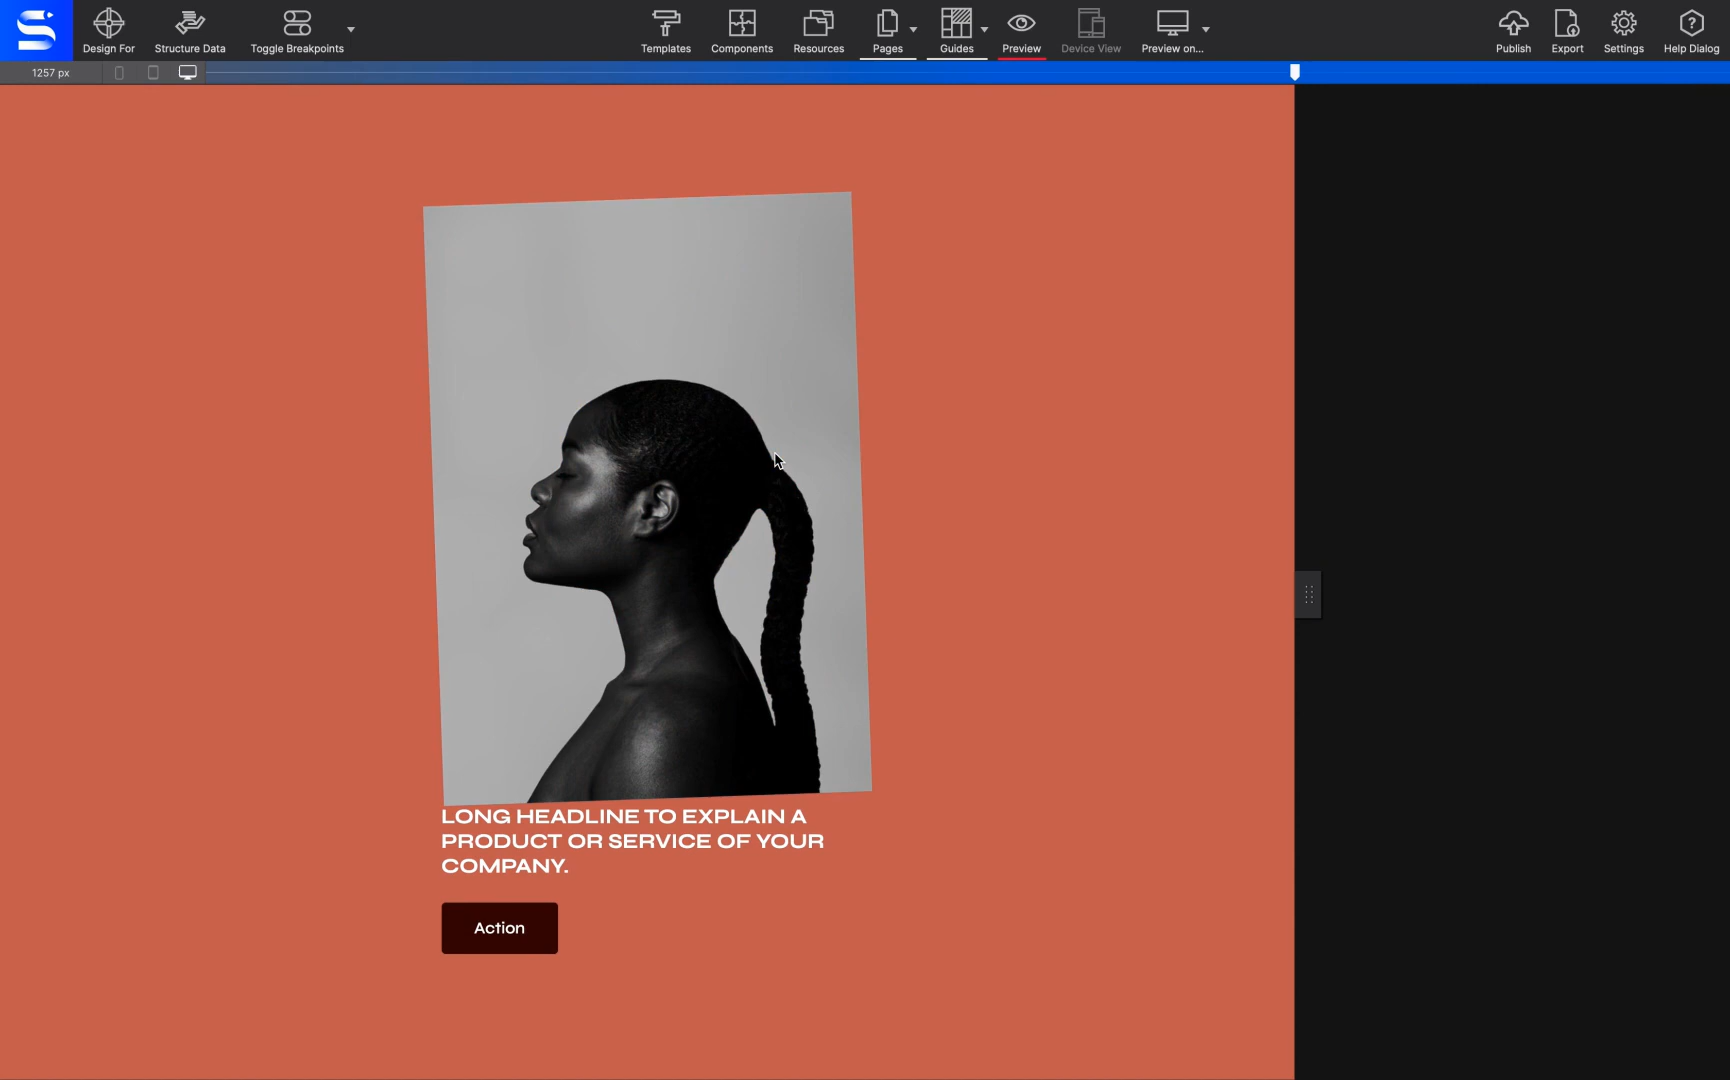 Design For
Structure Data
Toggle Breakpoints
Templates
Components
Resources
Pages
Guides
Preview
Device View
Preview on...
Publish
Export
Settings
Help Dialog
1257 px
LONG HEADLINE TO EXPLAIN A
PRODUCT OR SERVICE OF YOUR
COMPANY.
Action